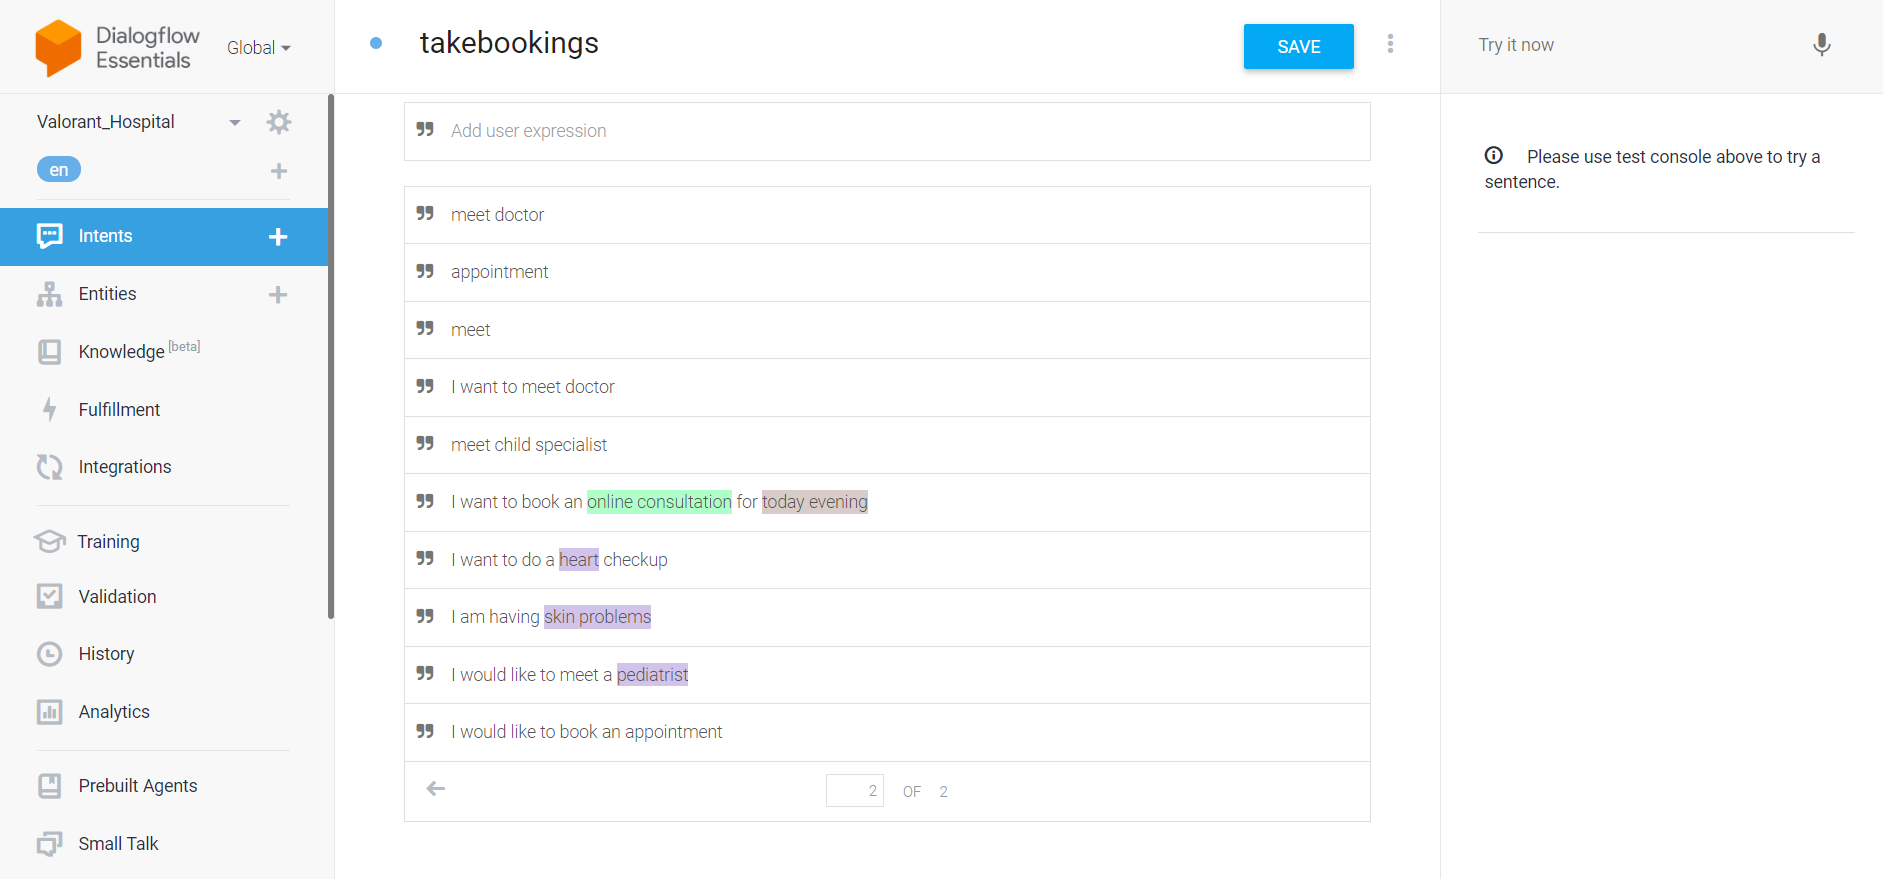 Dialogflow
Essentials
Global
Valorant_Hospital
en
Intents
Entities
Knowledge [beta]
Fulfillment
Integrations
Training
Validation
History
Analytics
Prebuilt Agents
Small Talk
takebookings
SAVE
Add user expression
meet doctor
appointment
meet
I want to meet doctor
meet child specialist
I want to book an online consultation for today evening
I want to do a heart checkup
I am having skin problems
I would like to meet a pediatrist
I would like to book an appointment
2 OF 2
Try it now
Please use test console above to try a
sentence.